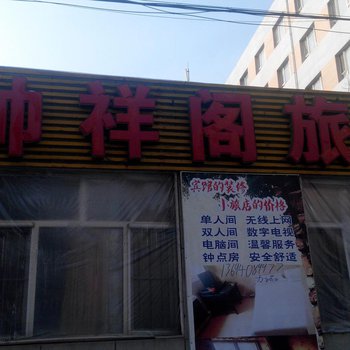 帅祥阁旅
宾馆的装修
小旅店的价格
单人间 无线上网
双人间 数字电视
电脑间 温馨服务
钟点房 安全舒适